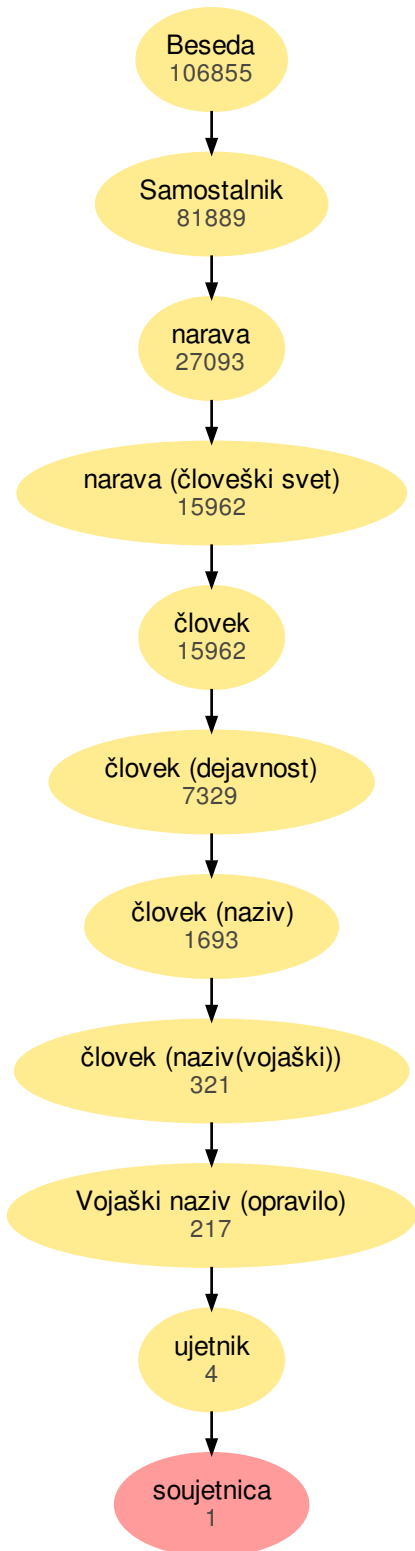 Beseda
106855
Samostalnik
81889
narava
27093
narava (človeški svet)
15962
človek
15962
človek (dejavnost)
7329
človek (naziv)
1693
človek (naziv(vojaški))
321
Vojaški naziv (opravilo)
217
ujetnik
4
soujetnica
1